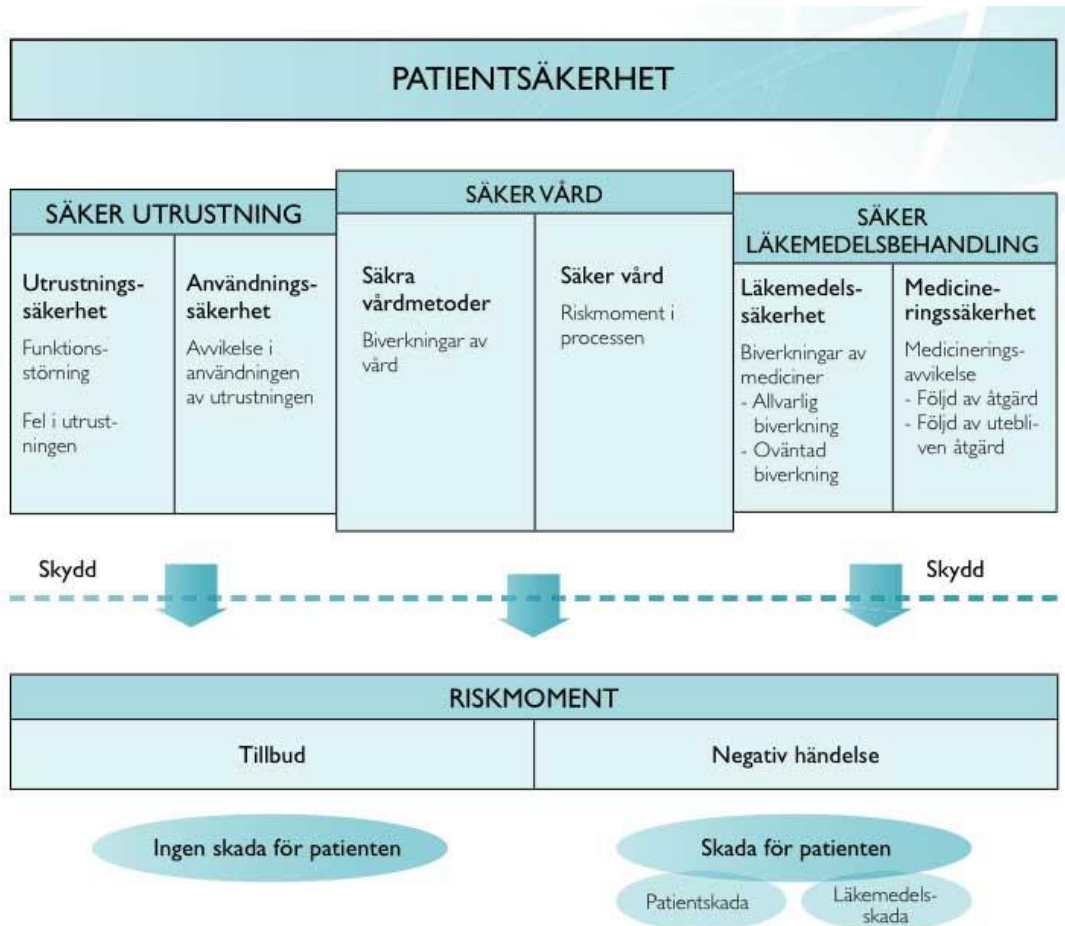 PATIENTSÄKERHET
SÄKER UTRUSTNING
Utrustnings-
säkerhet
Funktions-
störning
Fel i utrust-
ningen
Användnings-
säkerhet
Avvikelse i
användningen
av utrustningen
SÄKER VÅRD
Säkra
vårdmetoder
Biverkningar av
vård
Säker vård
Riskmoment i
processen
SÄKER
LÄKEMEDELSBEHANDLING
Läkemedels-
säkerhet
Biverkningar av
mediciner
- Allvarlig
biverkning
- Oväntad
biverkning
Medicine-
ringssäkerhet
Medicinerings-
avvikelse
- Följd av åtgärd
- Följd av utebli-
ven åtgärd
Skydd
Skydd
RISKMOMENT
Tillbud
Negativ händelse
Ingen skada för patienten
Skada för patienten
Patientskada
Läkemedels-
skada